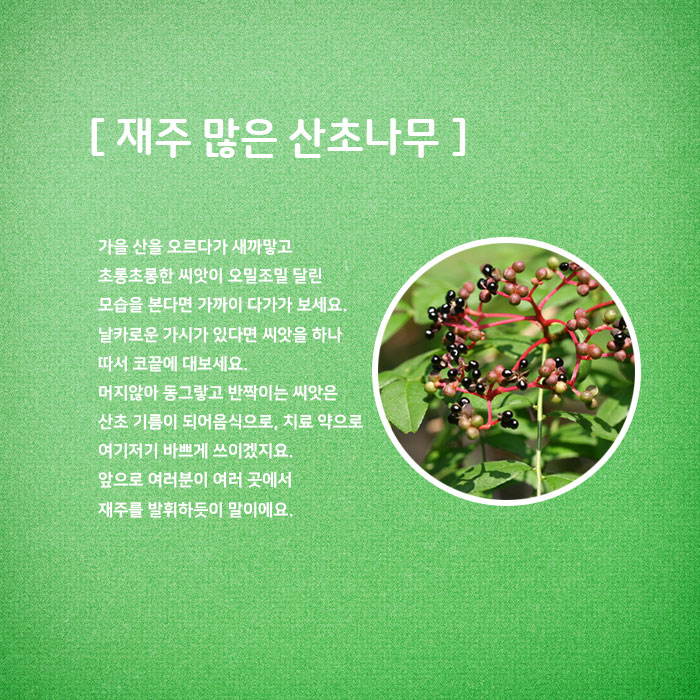 [ 재주 많은 산초나무 ]
가을 산을 오르다가 새까맣고
초롱초롱한 씨앗이 오밀조밀 달린
모습을 본다면 가까이 다가가 보세요.
날카로운 가시가 있다면 씨앗을 하나
따서 코끝에 대보세요.
머지않아 동그랗고 반짝이는 씨앗은
산초 기름이 되어음식으로, 치료 약으로
여기저기 바쁘게 쓰이겠지요.
앞으로 여러분이 여러 곳에서
재주를 발휘하듯이 말이에요.